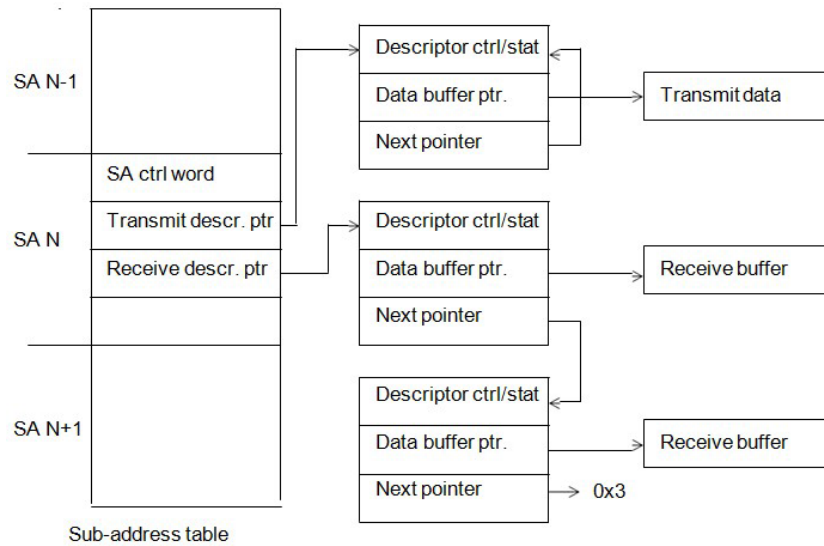 SA N-1
SA N
SA N+1
SA ctrl word
Transmit descr. ptr
Receive descr. ptr
Sub-address table
Descriptor ctrl/stat
Data buffer ptr.
Next pointer
Transmit data
Descriptor ctrl/stat
Data buffer ptr.
Next pointer
Receive buffer
Descriptor ctrl/stat
Data buffer ptr.
Next pointer
Receive buffer
0x3